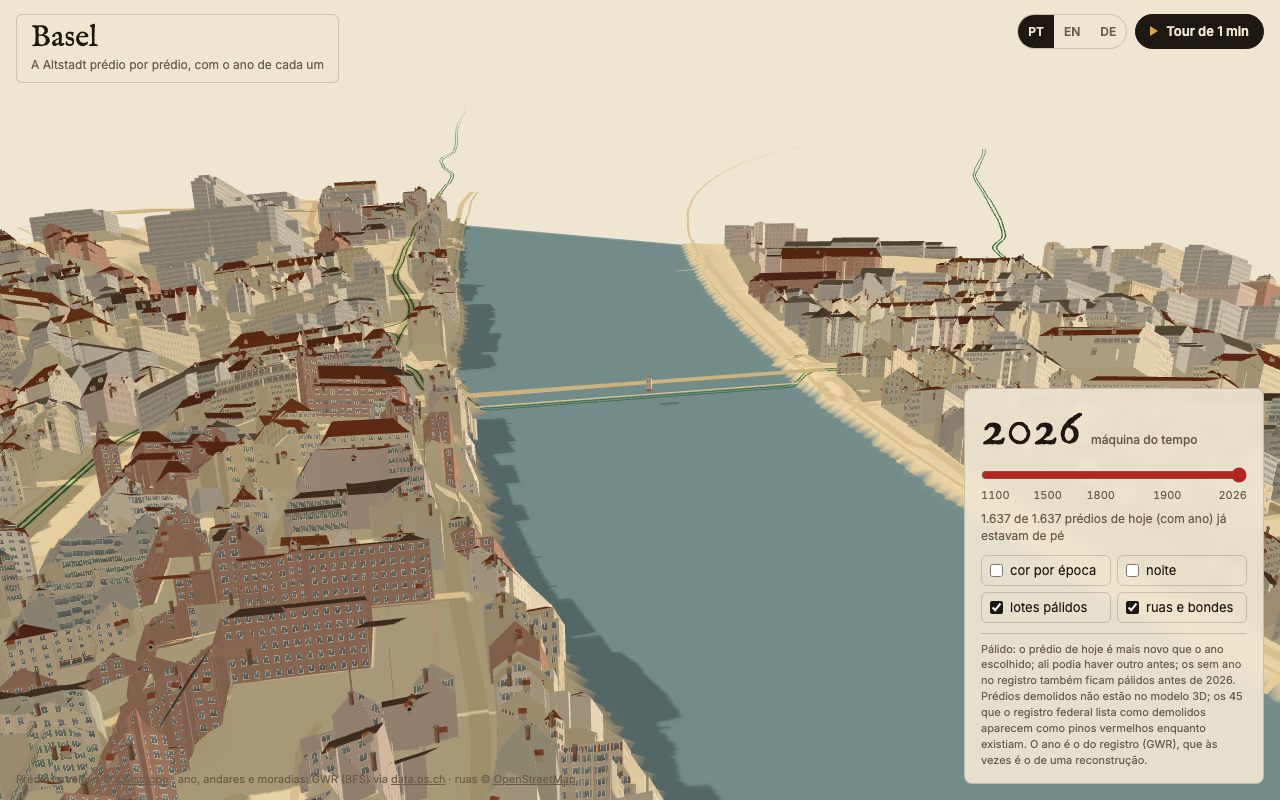 Basel
A Altstadt prédio por prédio, com o ano de cada um
PT EN DE
Tour de 1 min
2026 máquina do tempo
1100 1500 1800 1900 2026
1.637 de 1.637 prédios de hoje (com ano) já
estavam de pé
cor por época noite
lotes pálidos ruas e bondes
Pálido: o prédio de hoje é mais novo que o ano
escolhido; ali podia haver outro antes; os sem ano
no registro também ficam pálidos antes de 2026.
Prédios demolidos não estão no modelo 3D; os 45
que o registro federal lista como demolidos
aparecem como pinos vermelhos enquanto
existiam. O ano é o do registro (GWR), que às
vezes é o de uma reconstrução.
ano, andares e moradias: GWR (BFS) via data.bs.ch · ruas © OpenStreetMap